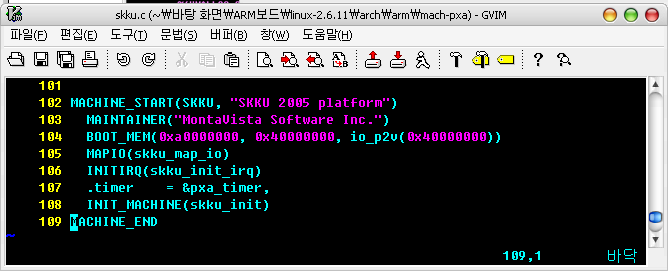 skku.c (~￦바탕 화면￦ARM보드￦linux-2.6.11￦arch￦arm￦mach-pxa) - GVIM
파일(F) 편집(E) 도구(T) 문법(S) 버퍼(B) 창(W) 도움말(H)
101
102 MACHINE_START(SKKU, "SKKU 2005 platform")
103 MAINTAINER("MontaVista Software Inc.")
104 BOOT_MEM(0xa0000000, 0x40000000, io_p2v(0x40000000))
105 MAPIO(skku_map_io)
106 INITIRQ(skku_init_irq)
107 .timer = &pxa_timer,
108 INIT_MACHINE(skku_init)
109 MACHINE_END
~
109,1 바닥